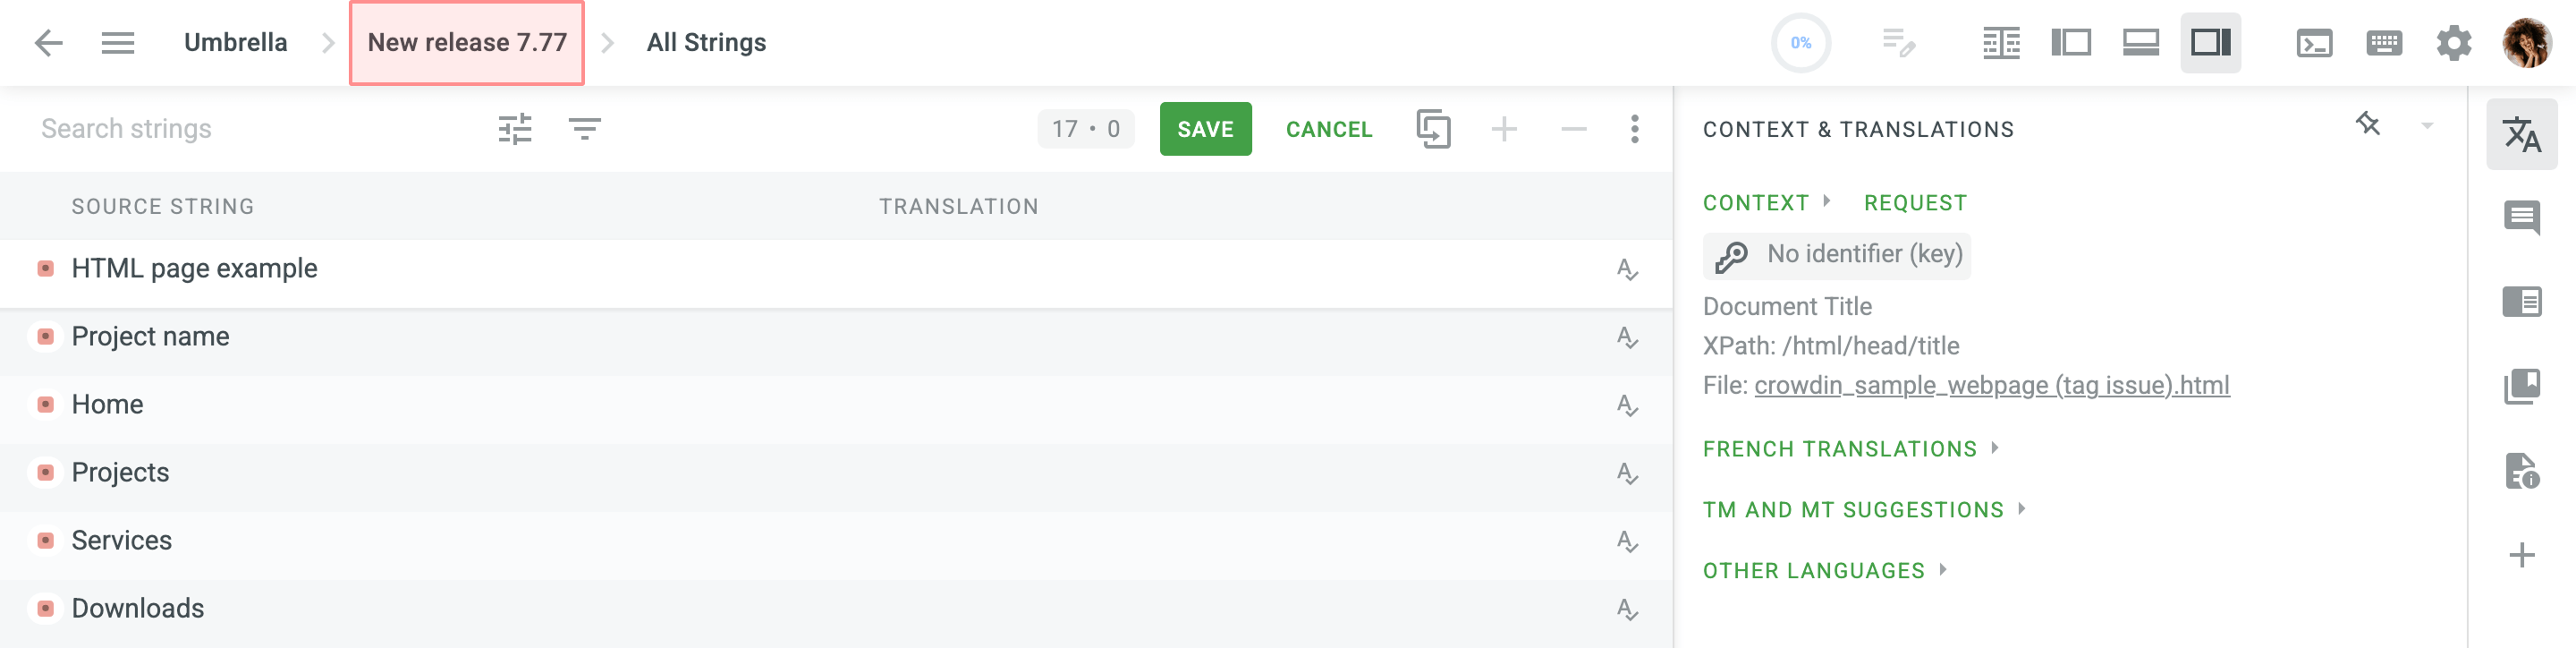 Umbrella
New release 7.77
All Strings
0%
Search strings
17 • 0
SAVE
CANCEL
SOURCE STRING
TRANSLATION
HTML page example
Project name
Home
Projects
Services
Downloads
CONTEXT & TRANSLATIONS
CONTEXT
REQUEST
No identifier (key)
Document Title
XPath: /html/head/title
File: crowdin_sample_webpage (tag issue).html
FRENCH TRANSLATIONS
TM AND MT SUGGESTIONS
OTHER LANGUAGES